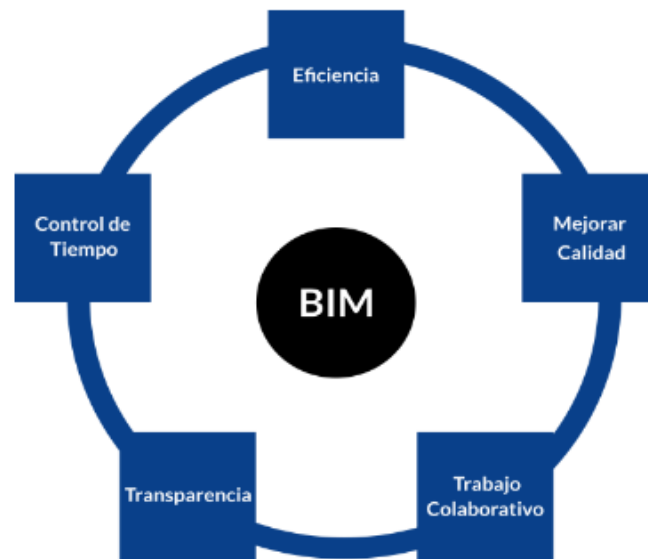 Eficiencia
Mejorar
Calidad
Trabajo
Colaborativo
Transparencia
Control de
Tiempo
BIM